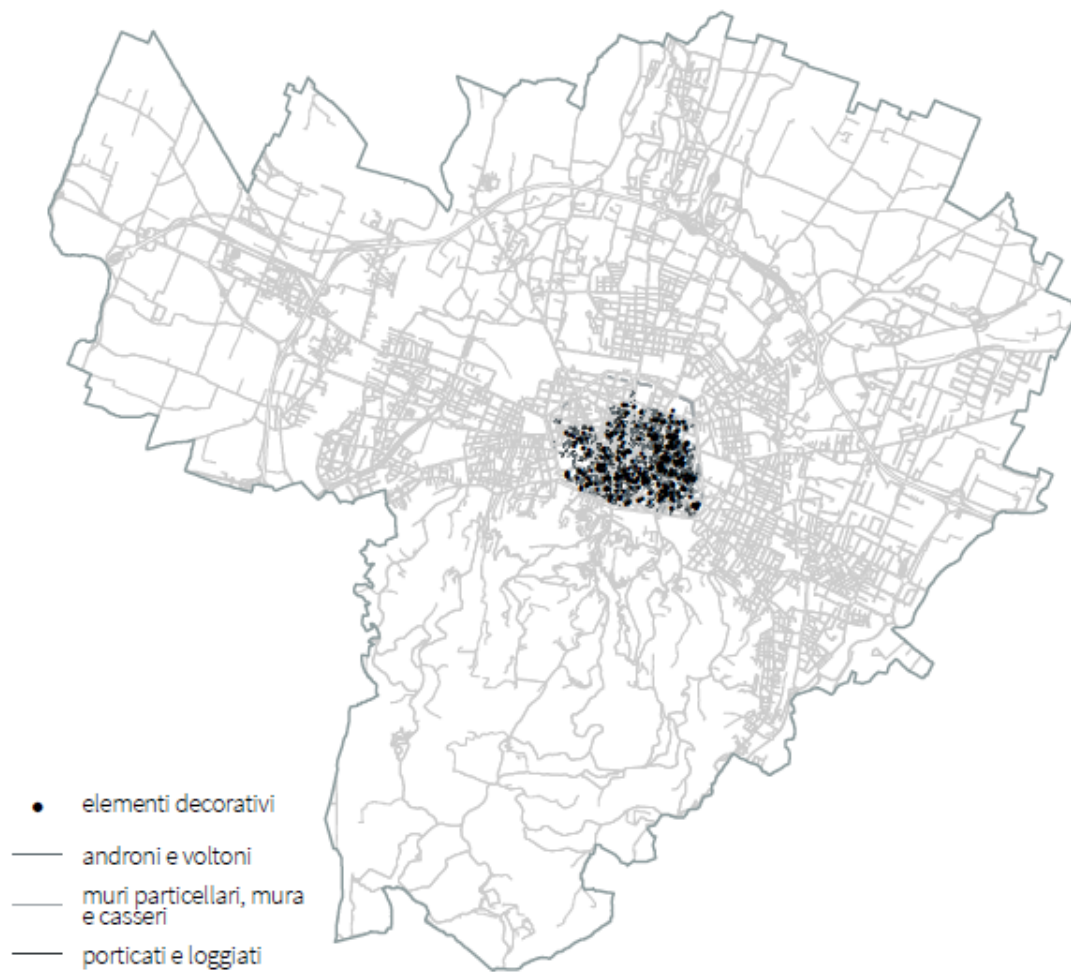 elementi decorativi
androni e voltoni
muri particellari, mura
e casseri
porticati e loggiati